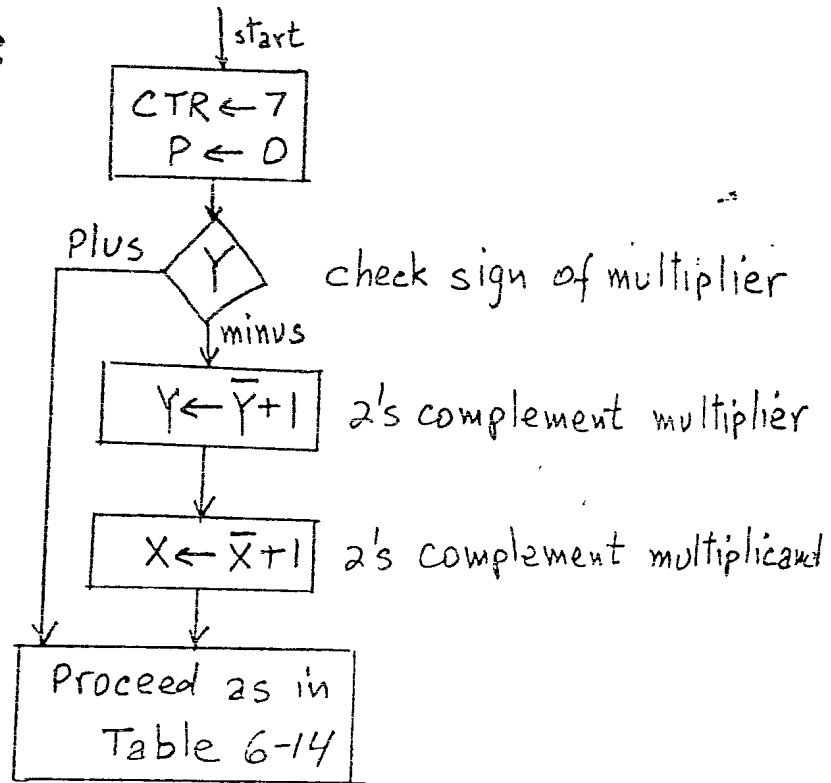 start
CTR ← 7
P ← 0
Plus
Y
check sign of multiplier
minus
Y ← Y̅ + 1
2's complement multiplier
X ← X̅ + 1
2's complement multiplicand
Proceed as in
Table 6-14